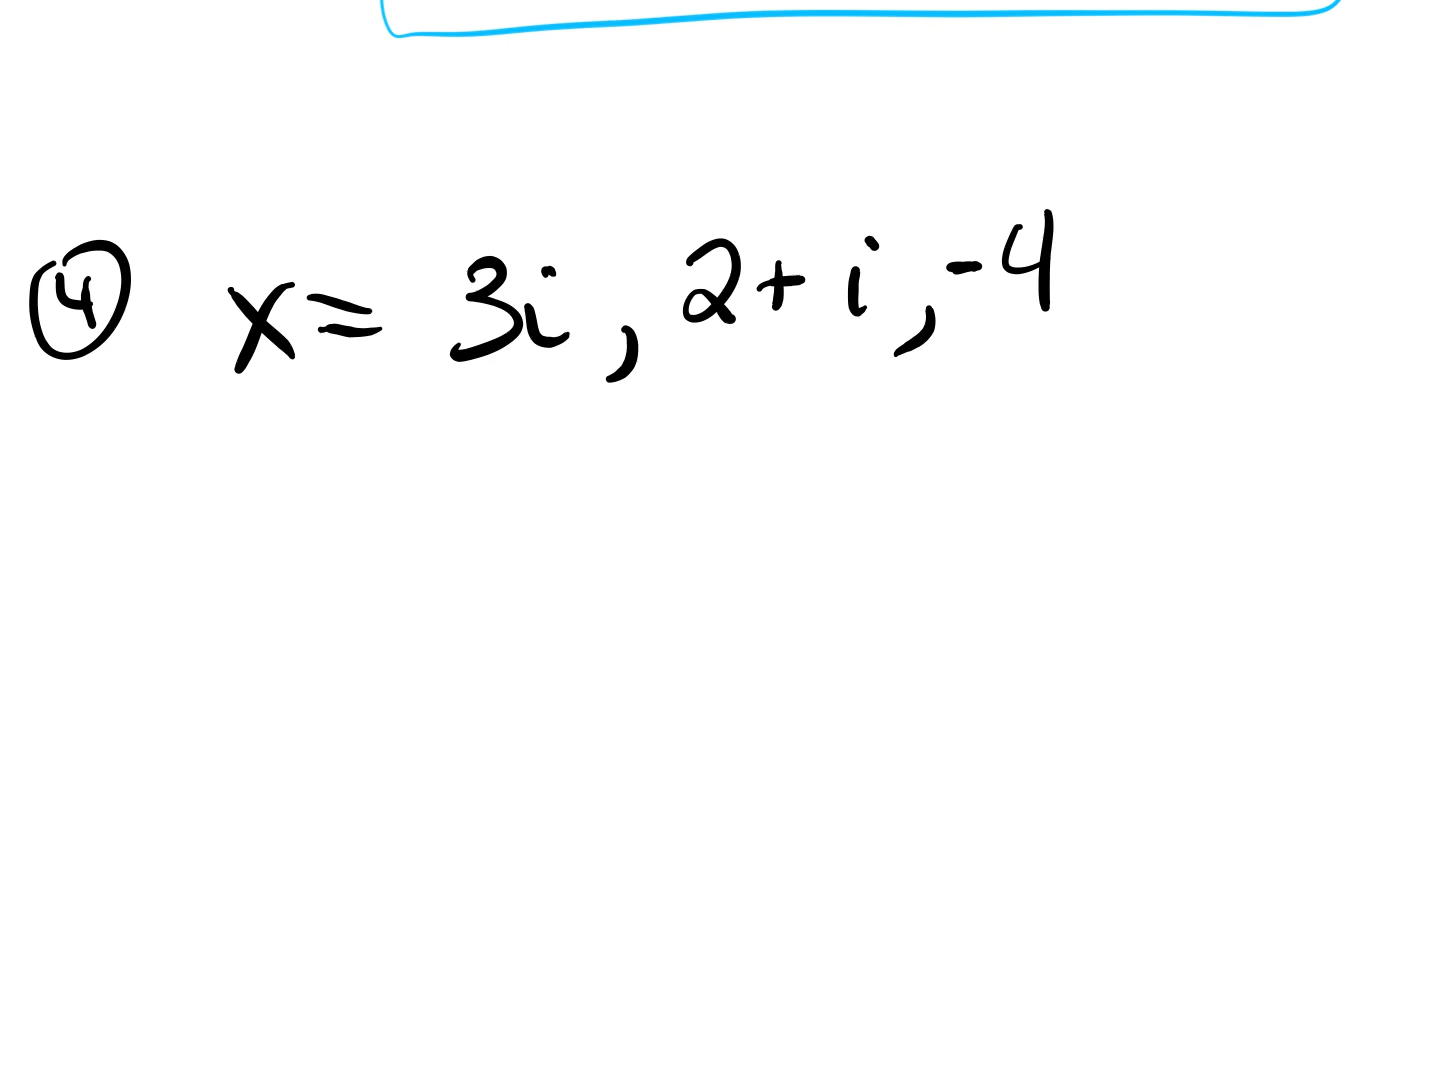 ④ x = 3i , 2 + i , -4